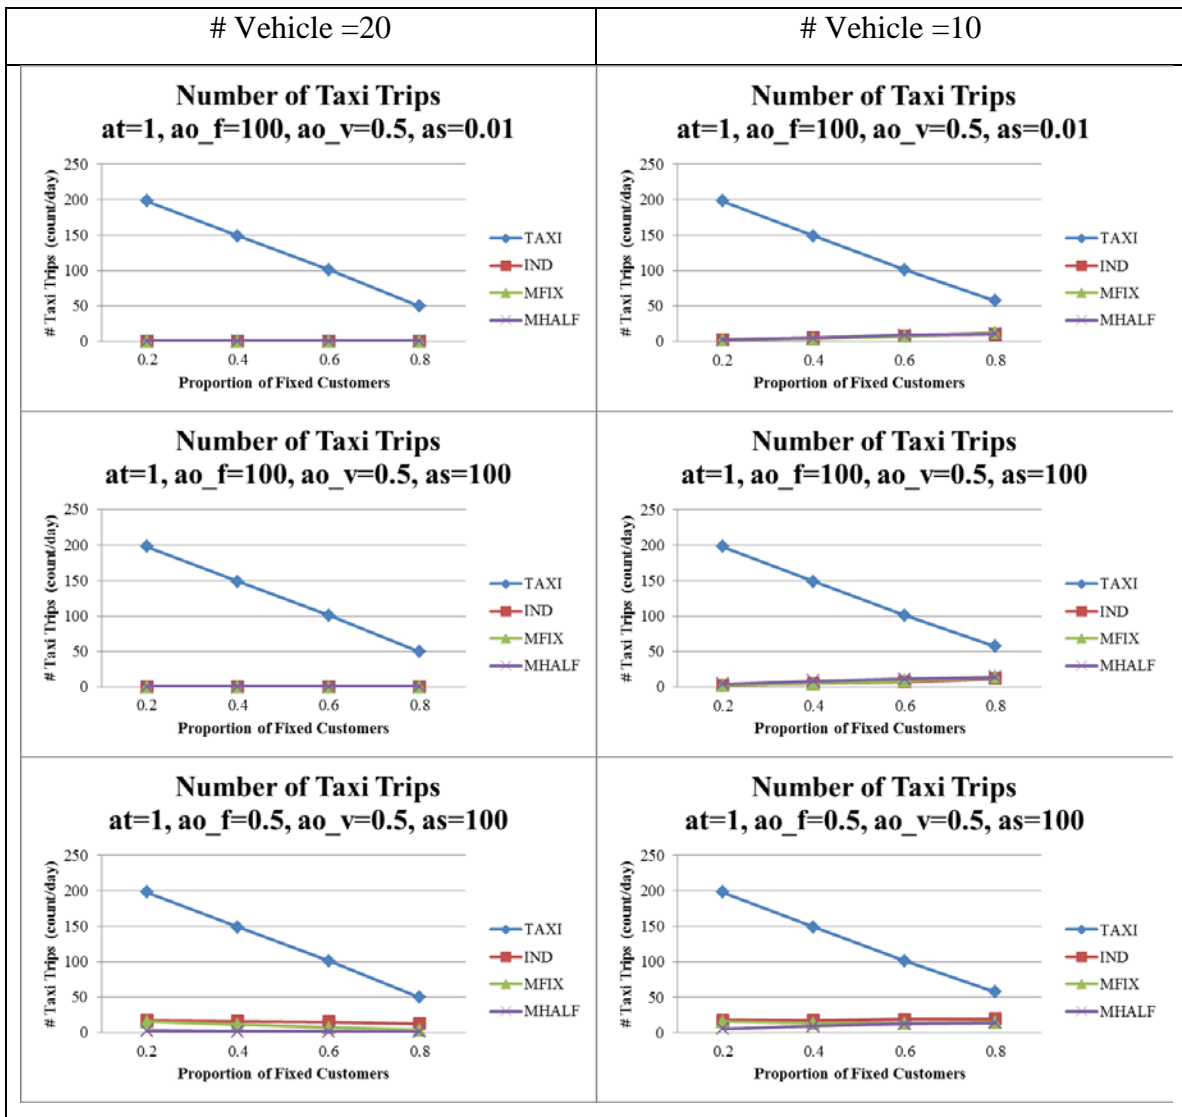 # Vehicle =20
# Vehicle =10
Number of Taxi Trips
at=1, ao_f=100, ao_v=0.5, as=0.01
# Taxi Trips (count/day)
250
200
150
100
50
0
0.2 0.4 0.6 0.8
Proportion of Fixed Customers
TAXI
IND
MFIX
MHALF
Number of Taxi Trips
at=1, ao_f=100, ao_v=0.5, as=0.01
# Taxi Trips (count/day)
250
200
150
100
50
0
0.2 0.4 0.6 0.8
Proportion of Fixed Customers
TAXI
IND
MFIX
MHALF
Number of Taxi Trips
at=1, ao_f=100, ao_v=0.5, as=100
# Taxi Trips (count/day)
250
200
150
100
50
0
0.2 0.4 0.6 0.8
Proportion of Fixed Customers
TAXI
IND
MFIX
MHALF
Number of Taxi Trips
at=1, ao_f=100, ao_v=0.5, as=100
# Taxi Trips (count/day)
250
200
150
100
50
0
0.2 0.4 0.6 0.8
Proportion of Fixed Customers
TAXI
IND
MFIX
MHALF
Number of Taxi Trips
at=1, ao_f=0.5, ao_v=0.5, as=100
# Taxi Trips (count/day)
250
200
150
100
50
0
0.2 0.4 0.6 0.8
Proportion of Fixed Customers
TAXI
IND
MFIX
MHALF
Number of Taxi Trips
at=1, ao_f=0.5, ao_v=0.5, as=100
# Taxi Trips (count/day)
250
200
150
100
50
0
0.2 0.4 0.6 0.8
Proportion of Fixed Customers
TAXI
IND
MFIX
MHALF